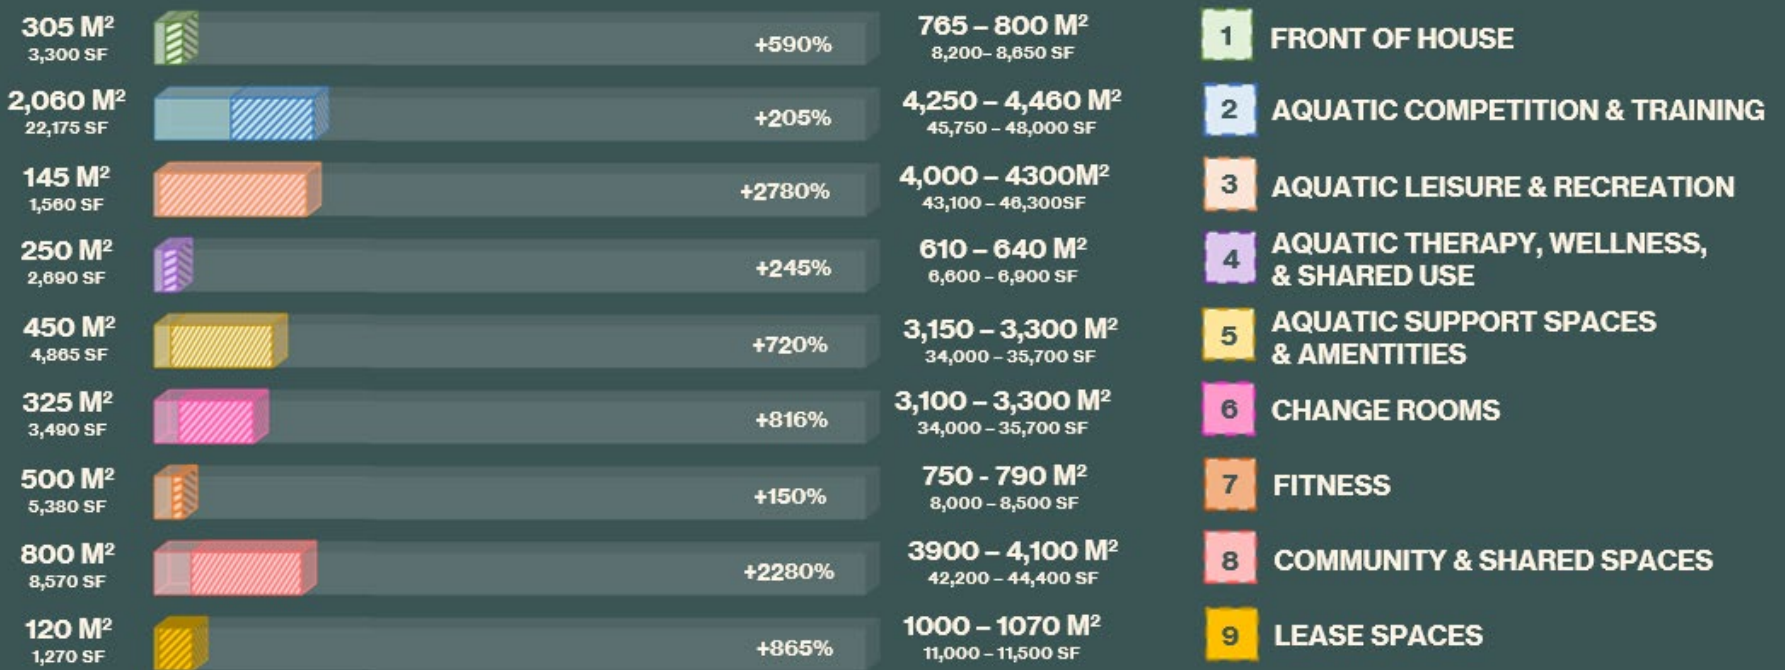 305 M²
3,300 SF
+590%
765 – 800 M²
8,200– 8,650 SF
1
FRONT OF HOUSE
2,060 M²
22,175 SF
+205%
4,250 – 4,460 M²
45,750 – 48,000 SF
2
AQUATIC COMPETITION & TRAINING
145 M²
1,560 SF
+2780%
4,000 – 4300M²
43,100 – 46,300SF
3
AQUATIC LEISURE & RECREATION
250 M²
2,690 SF
+245%
610 – 640 M²
6,600 – 6,900 SF
4
AQUATIC THERAPY, WELLNESS,
& SHARED USE
450 M²
4,865 SF
+720%
3,150 – 3,300 M²
34,000 – 35,700 SF
5
AQUATIC SUPPORT SPACES
& AMENTITIES
325 M²
3,490 SF
+816%
3,100 – 3,300 M²
34,000 – 35,700 SF
6
CHANGE ROOMS
500 M²
5,380 SF
+150%
750 - 790 M²
8,000 – 8,500 SF
7
FITNESS
800 M²
8,570 SF
+2280%
3900 – 4,100 M²
42,200 – 44,400 SF
8
COMMUNITY & SHARED SPACES
120 M²
1,270 SF
+865%
1000 – 1070 M²
11,000 – 11,500 SF
9
LEASE SPACES